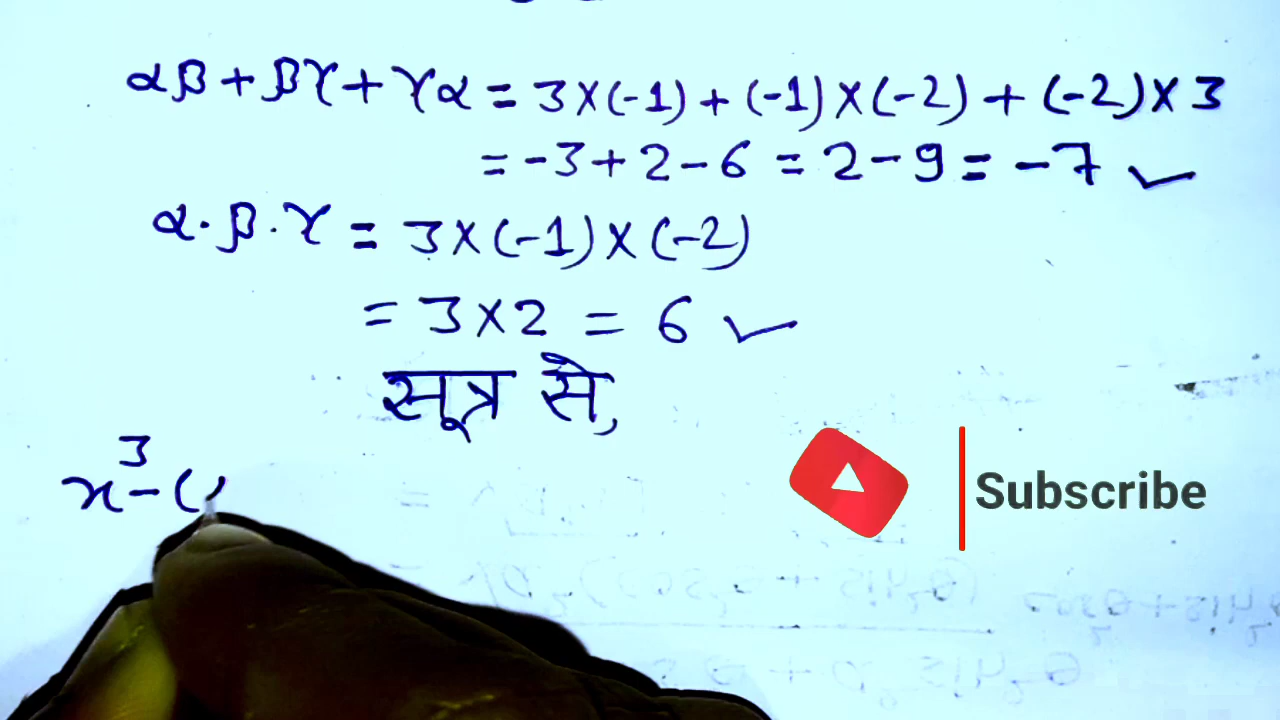 αβ + βγ + γα = 3×(-1) + (-1)×(-2) + (-2)×3
= -3+2-6 = 2-9 = -7 ✓
α·β·γ = 3×(-1)×(-2)
= 3×2 = 6 ✓
सूत्र से,
x³-(
Subscribe